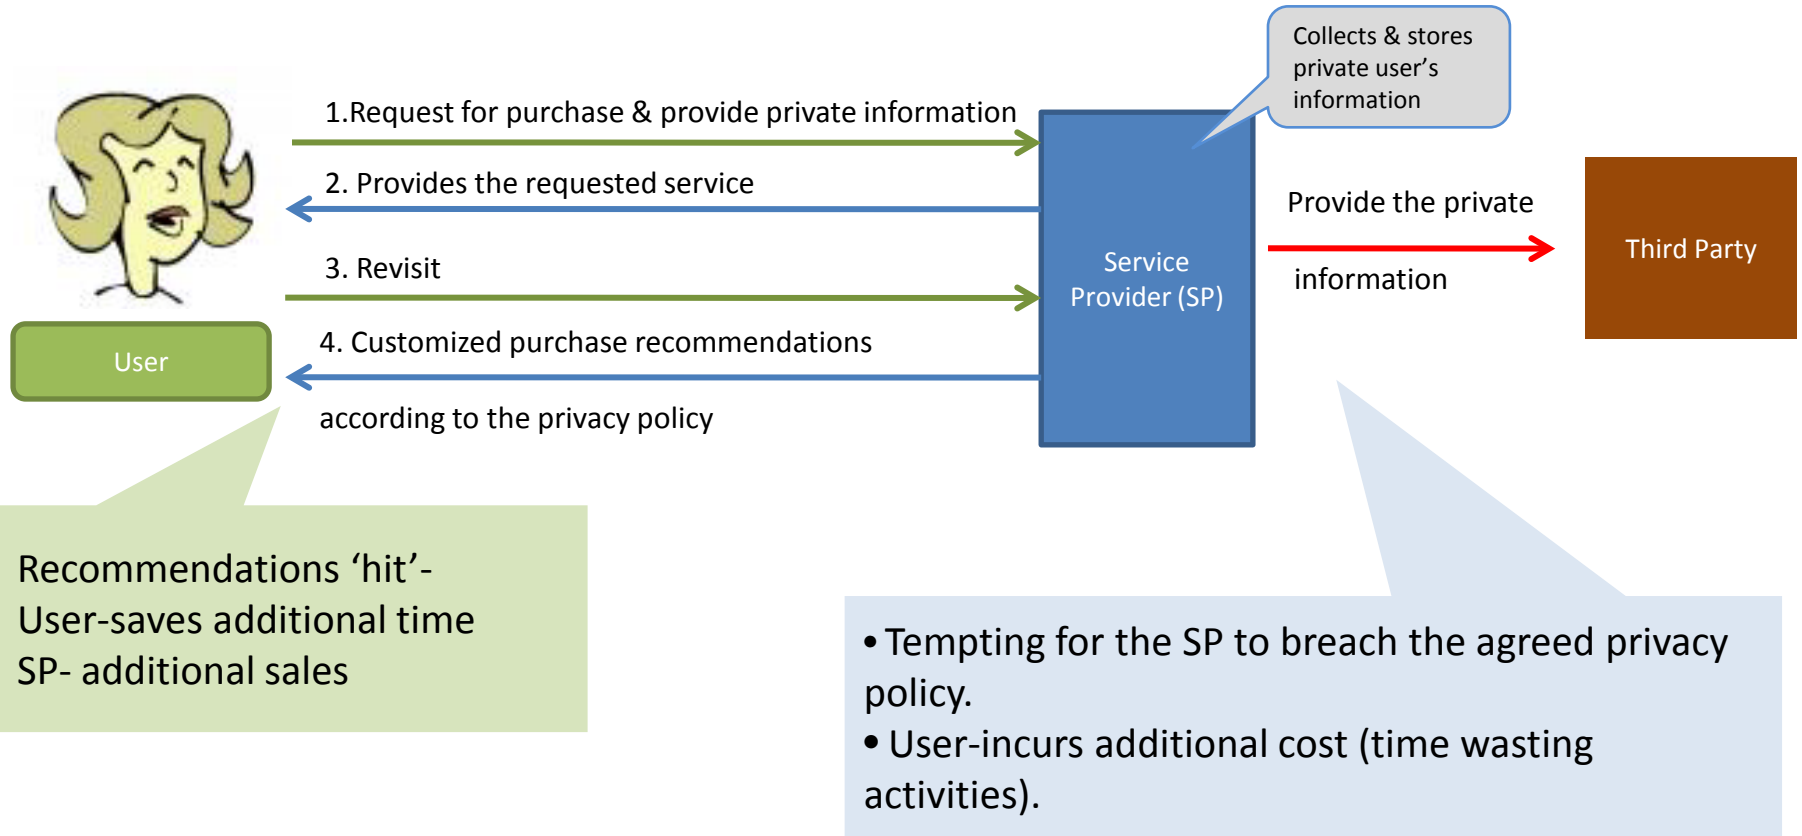 Collects & stores
private user’s
information
1.Request for purchase & provide private information
2. Provides the requested service
Provide the private
information
Third Party
3. Revisit
Service
Provider (SP)
4. Customized purchase recommendations
according to the privacy policy
User
Recommendations ‘hit’-
User-saves additional time
SP- additional sales
• Tempting for the SP to breach the agreed privacy
policy.
• User-incurs additional cost (time wasting
activities).